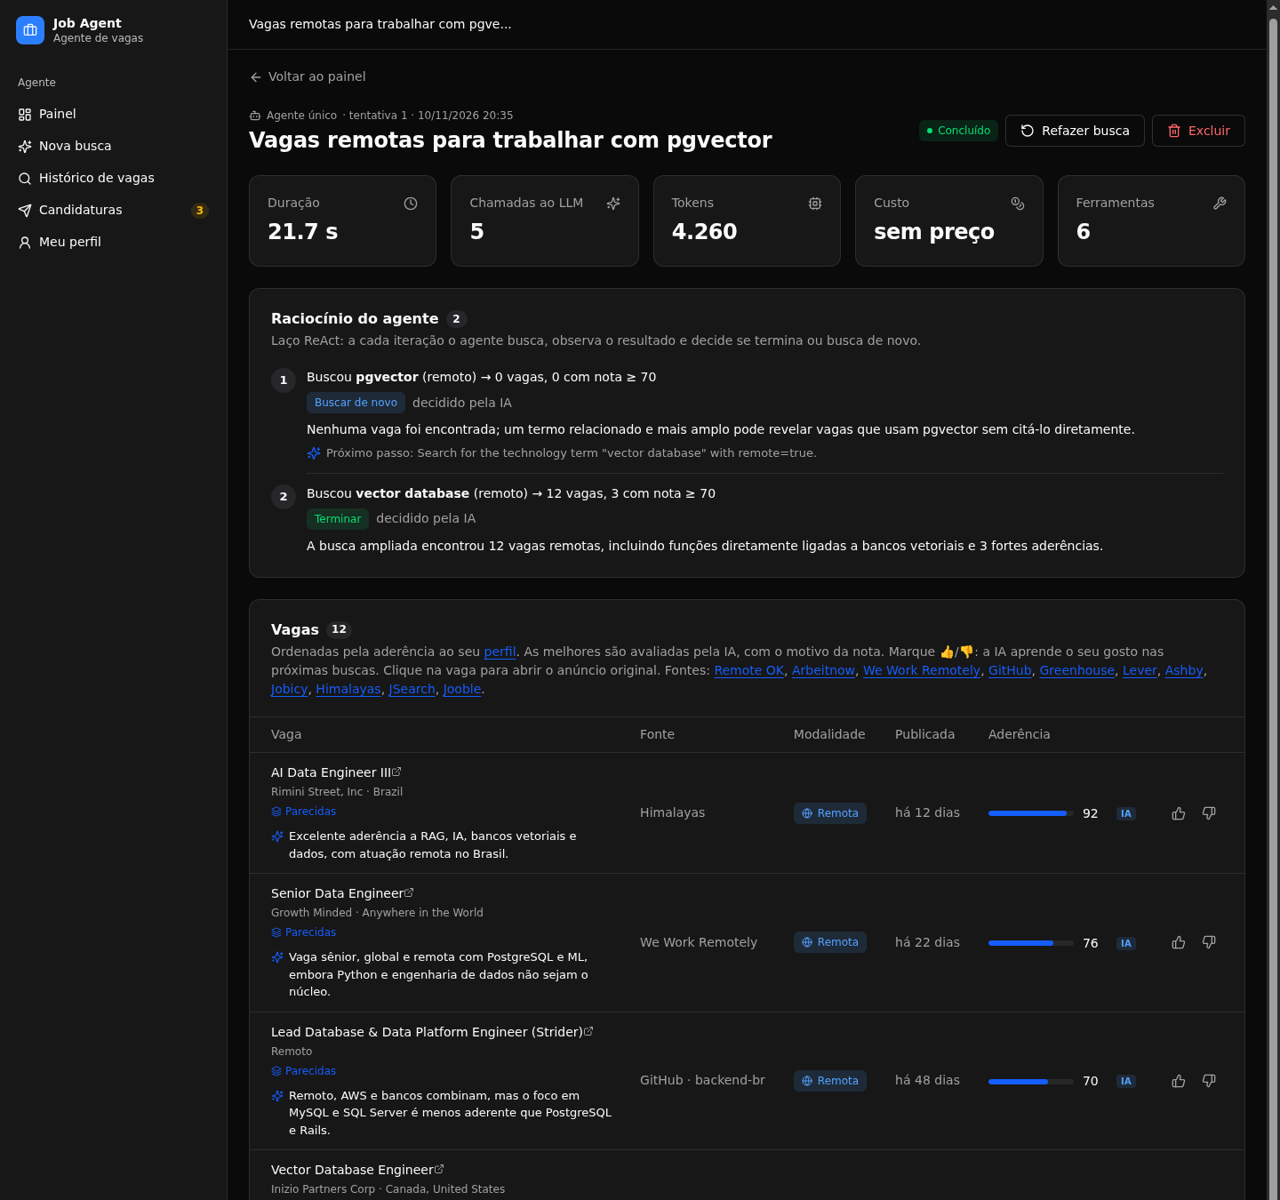 Job Agent
Agente de vagas
Agente
Painel
Nova busca
Histórico de vagas
Candidaturas 3
Meu perfil
Vagas remotas para trabalhar com pgve...
Voltar ao painel
Agente único · tentativa 1 · 10/11/2026 20:35
Vagas remotas para trabalhar com pgvector
Concluído
Refazer busca
Excluir
Duração
21.7 s
Chamadas ao LLM
5
Tokens
4.260
Custo
sem preço
Ferramentas
6
Raciocínio do agente 2
Laço ReAct: a cada iteração o agente busca, observa o resultado e decide se termina ou busca de novo.
1 Buscou pgvector (remoto) → 0 vagas, 0 com nota ≥ 70
Buscar de novo decidido pela IA
Nenhuma vaga foi encontrada; um termo relacionado e mais amplo pode revelar vagas que usam pgvector sem citá-lo diretamente.
Próximo passo: Search for the technology term "vector database" with remote=true.
2 Buscou vector database (remoto) → 12 vagas, 3 com nota ≥ 70
Terminar decidido pela IA
A busca ampliada encontrou 12 vagas remotas, incluindo funções diretamente ligadas a bancos vetoriais e 3 fortes aderências.
Vagas 12
Ordenadas pela aderência ao seu perfil. As melhores são avaliadas pela IA, com o motivo da nota. Marque 👍/👎: a IA aprende o seu gosto nas
próximas buscas. Clique na vaga para abrir o anúncio original. Fontes: Remote OK, Arbeitnow, We Work Remotely, GitHub, Greenhouse, Lever, Ashby,
Jobicy, Himalayas, JSearch, Jooble.
Vaga Fonte Modalidade Publicada Aderência
AI Data Engineer III
Rimini Street, Inc · Brazil
Parecidas
Excelente aderência a RAG, IA, bancos vetoriais e
dados, com atuação remota no Brasil.
Himalayas Remota há 12 dias 92 IA
Senior Data Engineer
Growth Minded · Anywhere in the World
Parecidas
Vaga sênior, global e remota com PostgreSQL e ML,
embora Python e engenharia de dados não sejam o
núcleo.
We Work Remotely Remota há 22 dias 76 IA
Lead Database & Data Platform Engineer (Strider)
Remoto
Parecidas
Remoto, AWS e bancos combinam, mas o foco em
MySQL e SQL Server é menos aderente que PostgreSQL
e Rails.
GitHub · backend-br Remota há 48 dias 70 IA
Vector Database Engineer
Inizio Partners Corp · Canada, United States